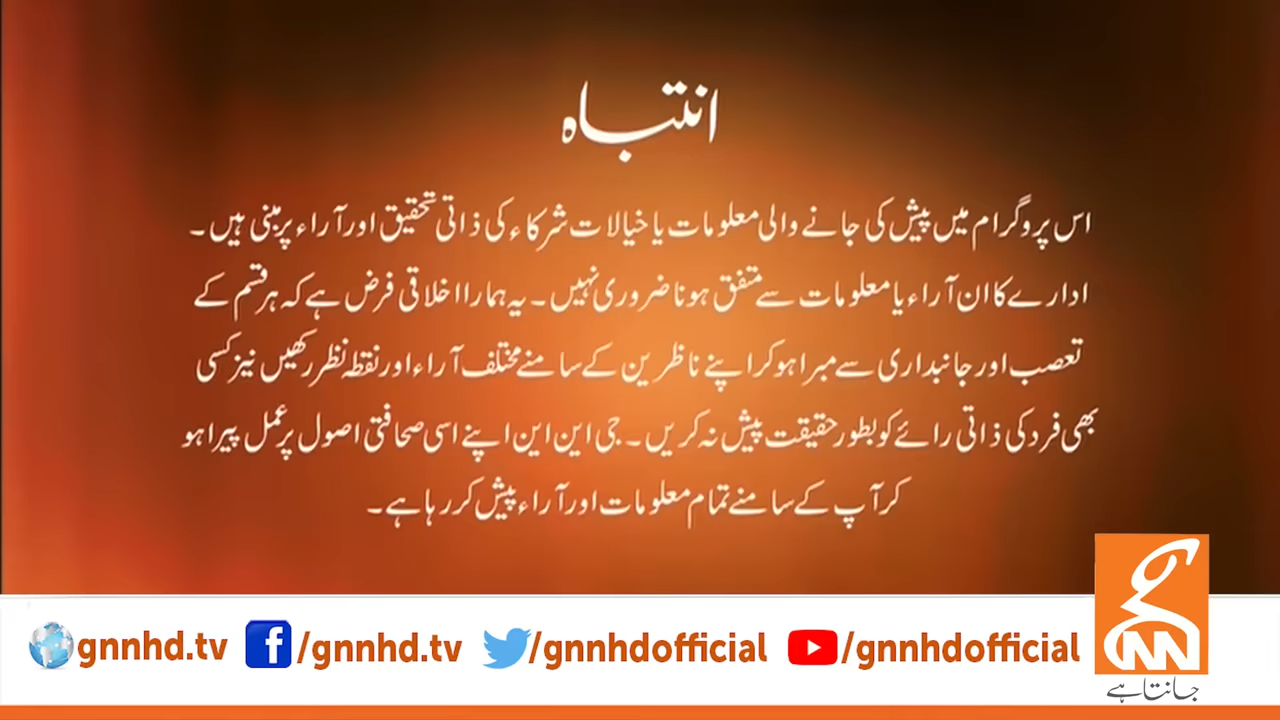 انتباہ
اس پروگرام میں پیش کی جانے والی معلومات یا خیالات شرکاء کی ذاتی تحقیق اور آراء پر مبنی ہیں۔
ادارے کا ان آراء یا معلومات سے متفق ہونا ضروری نہیں۔ یہ ہمارا اخلاقی فرض ہے کہ ہر قسم کے
تعصب اور جانبداری سے مبرا ہو کر اپنے ناظرین کے سامنے مختلف آراء اور نقطہ نظر رکھیں نیز کسی
بھی فرد کی ذاتی رائے کو بطور حقیقت پیش نہ کریں۔ جی این این اپنے اسی صحافتی اصول پر عمل پیرا ہو
کر آپ کے سامنے تمام معلومات اور آراء پیش کر رہا ہے۔
gnnhd.tv /gnnhd.tv /gnnhdofficial /gnnhdofficial
GNN
جانتا ہے